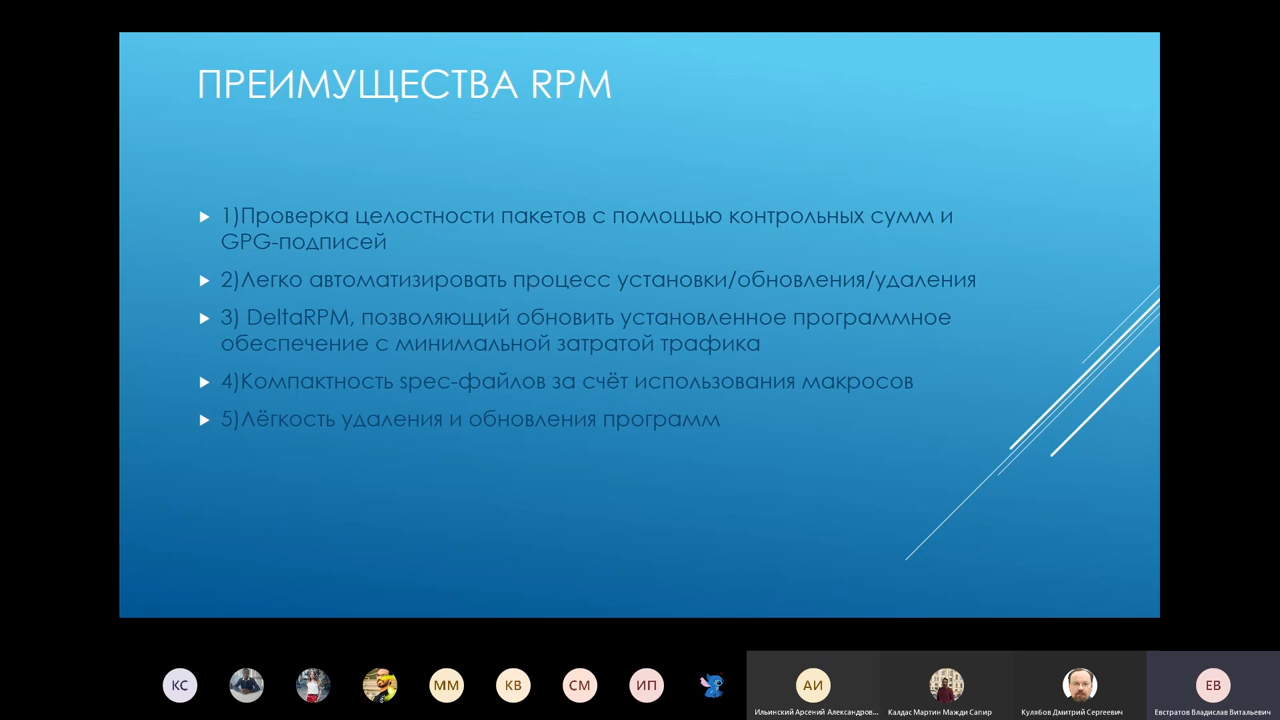 ПРЕИМУЩЕСТВА RPM
1)Проверка целостности пакетов с помощью контрольных сумм и
GPG-подписей
2)Легко автоматизировать процесс установки/обновления/удаления
3) DeltaRPM, позволяющий обновить установленное программное
обеспечение с минимальной затратой трафика
4)Компактность spec-файлов за счёт использования макросов
5)Лёгкость удаления и обновления программ
КС
ММ
КВ
СМ
ИП
АИ
ЕВ
Ильинский Арсений Александров...
Калдас Мартин Мажди Сапир
Кулябов Дмитрий Сергеевич
Евстратов Владислав Витальевич